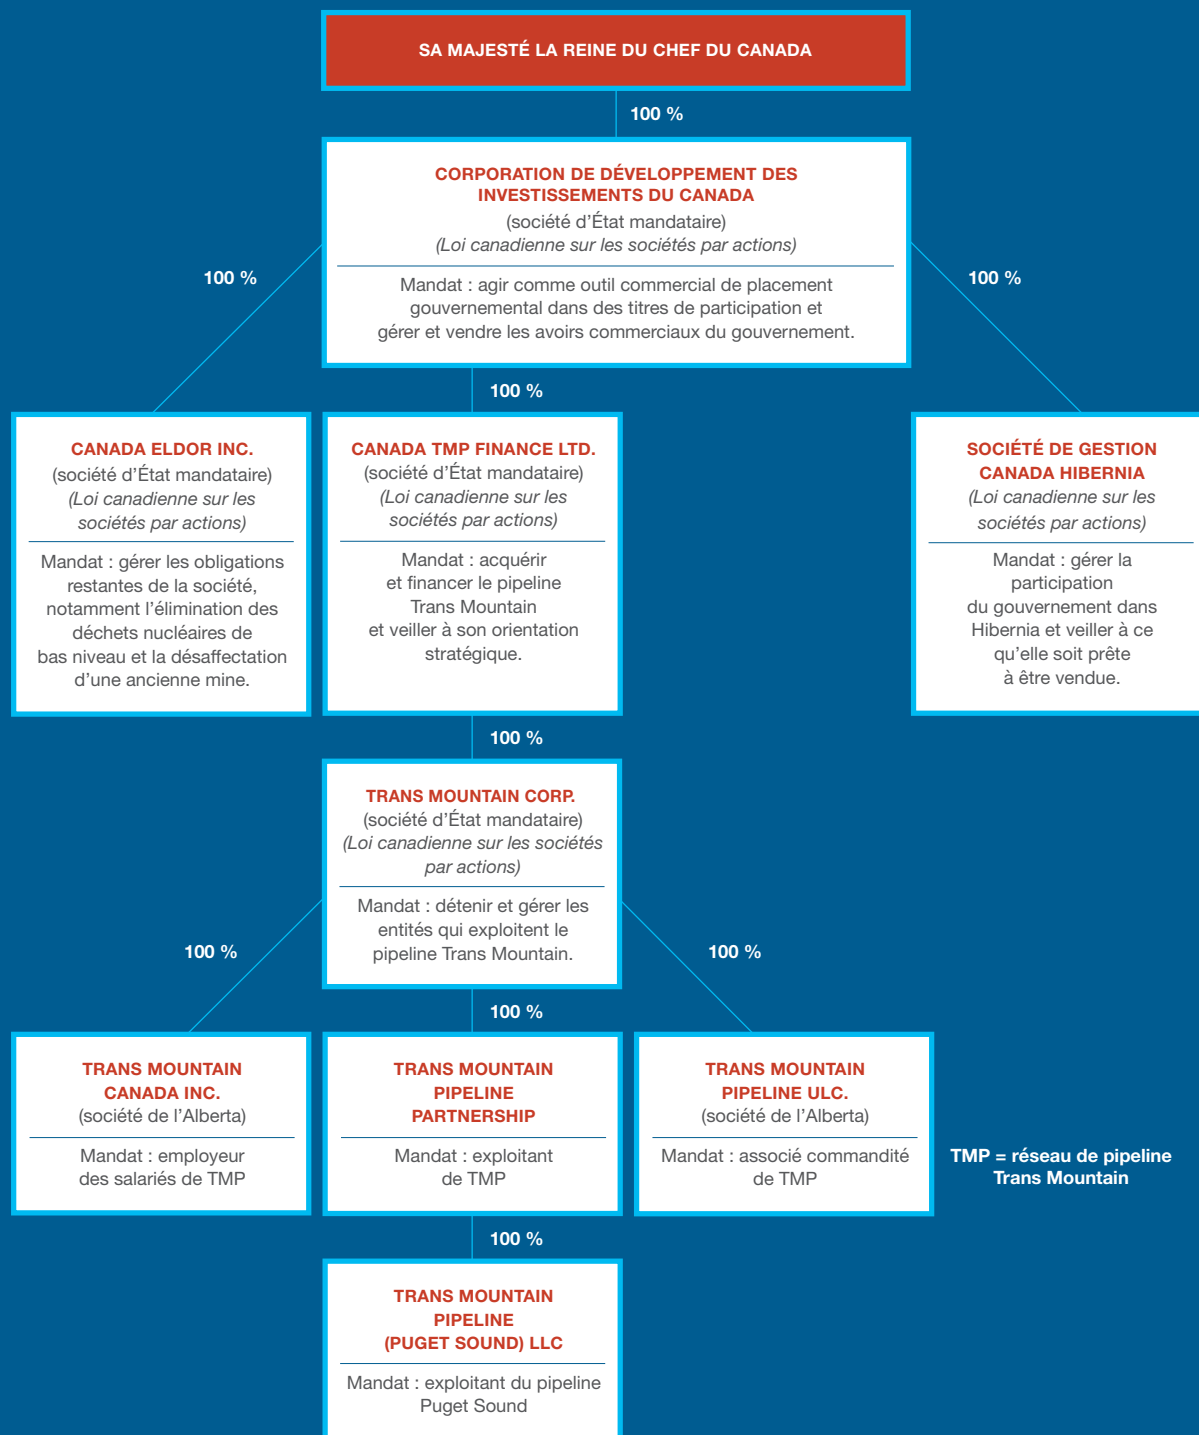 SA MAJESTÉ LA REINE DU CHEF DU CANADA
100 %
CORPORATION DE DÉVELOPPEMENT DES
INVESTISSEMENTS DU CANADA
(société d’État mandataire)
(Loi canadienne sur les sociétés par actions)
Mandat : agir comme outil commercial de placement
gouvernemental dans des titres de participation et
gérer et vendre les avoirs commerciaux du gouvernement.
100 %
100 %
100 %
CANADA ELDOR INC.
(société d’État mandataire)
(Loi canadienne sur les
sociétés par actions)
Mandat : gérer les obligations
restantes de la société,
notamment l’élimination des
déchets nucléaires de
bas niveau et la désaffectation
d’une ancienne mine.
CANADA TMP FINANCE LTD.
(société d’État mandataire)
(Loi canadienne sur les
sociétés par actions)
Mandat : acquérir
et financer le pipeline
Trans Mountain
et veiller à son orientation
stratégique.
SOCIÉTÉ DE GESTION
CANADA HIBERNIA
(Loi canadienne sur les
sociétés par actions)
Mandat : gérer la
participation
du gouvernement dans
Hibernia et veiller à ce
qu’elle soit prête
à être vendue.
100 %
TRANS MOUNTAIN CORP.
(société d’État mandataire)
(Loi canadienne sur les sociétés
par actions)
Mandat : détenir et gérer les
entités qui exploitent le
pipeline Trans Mountain.
100 %
100 %
100 %
TRANS MOUNTAIN
CANADA INC.
(société de l’Alberta)
Mandat : employeur
des salariés de TMP
TRANS MOUNTAIN
PIPELINE
PARTNERSHIP
Mandat : exploitant
de TMP
TRANS MOUNTAIN
PIPELINE ULC.
(société de l’Alberta)
Mandat : associé commandité
de TMP
TMP = réseau de pipeline
Trans Mountain
100 %
TRANS MOUNTAIN
PIPELINE
(PUGET SOUND) LLC
Mandat : exploitant du pipeline
Puget Sound